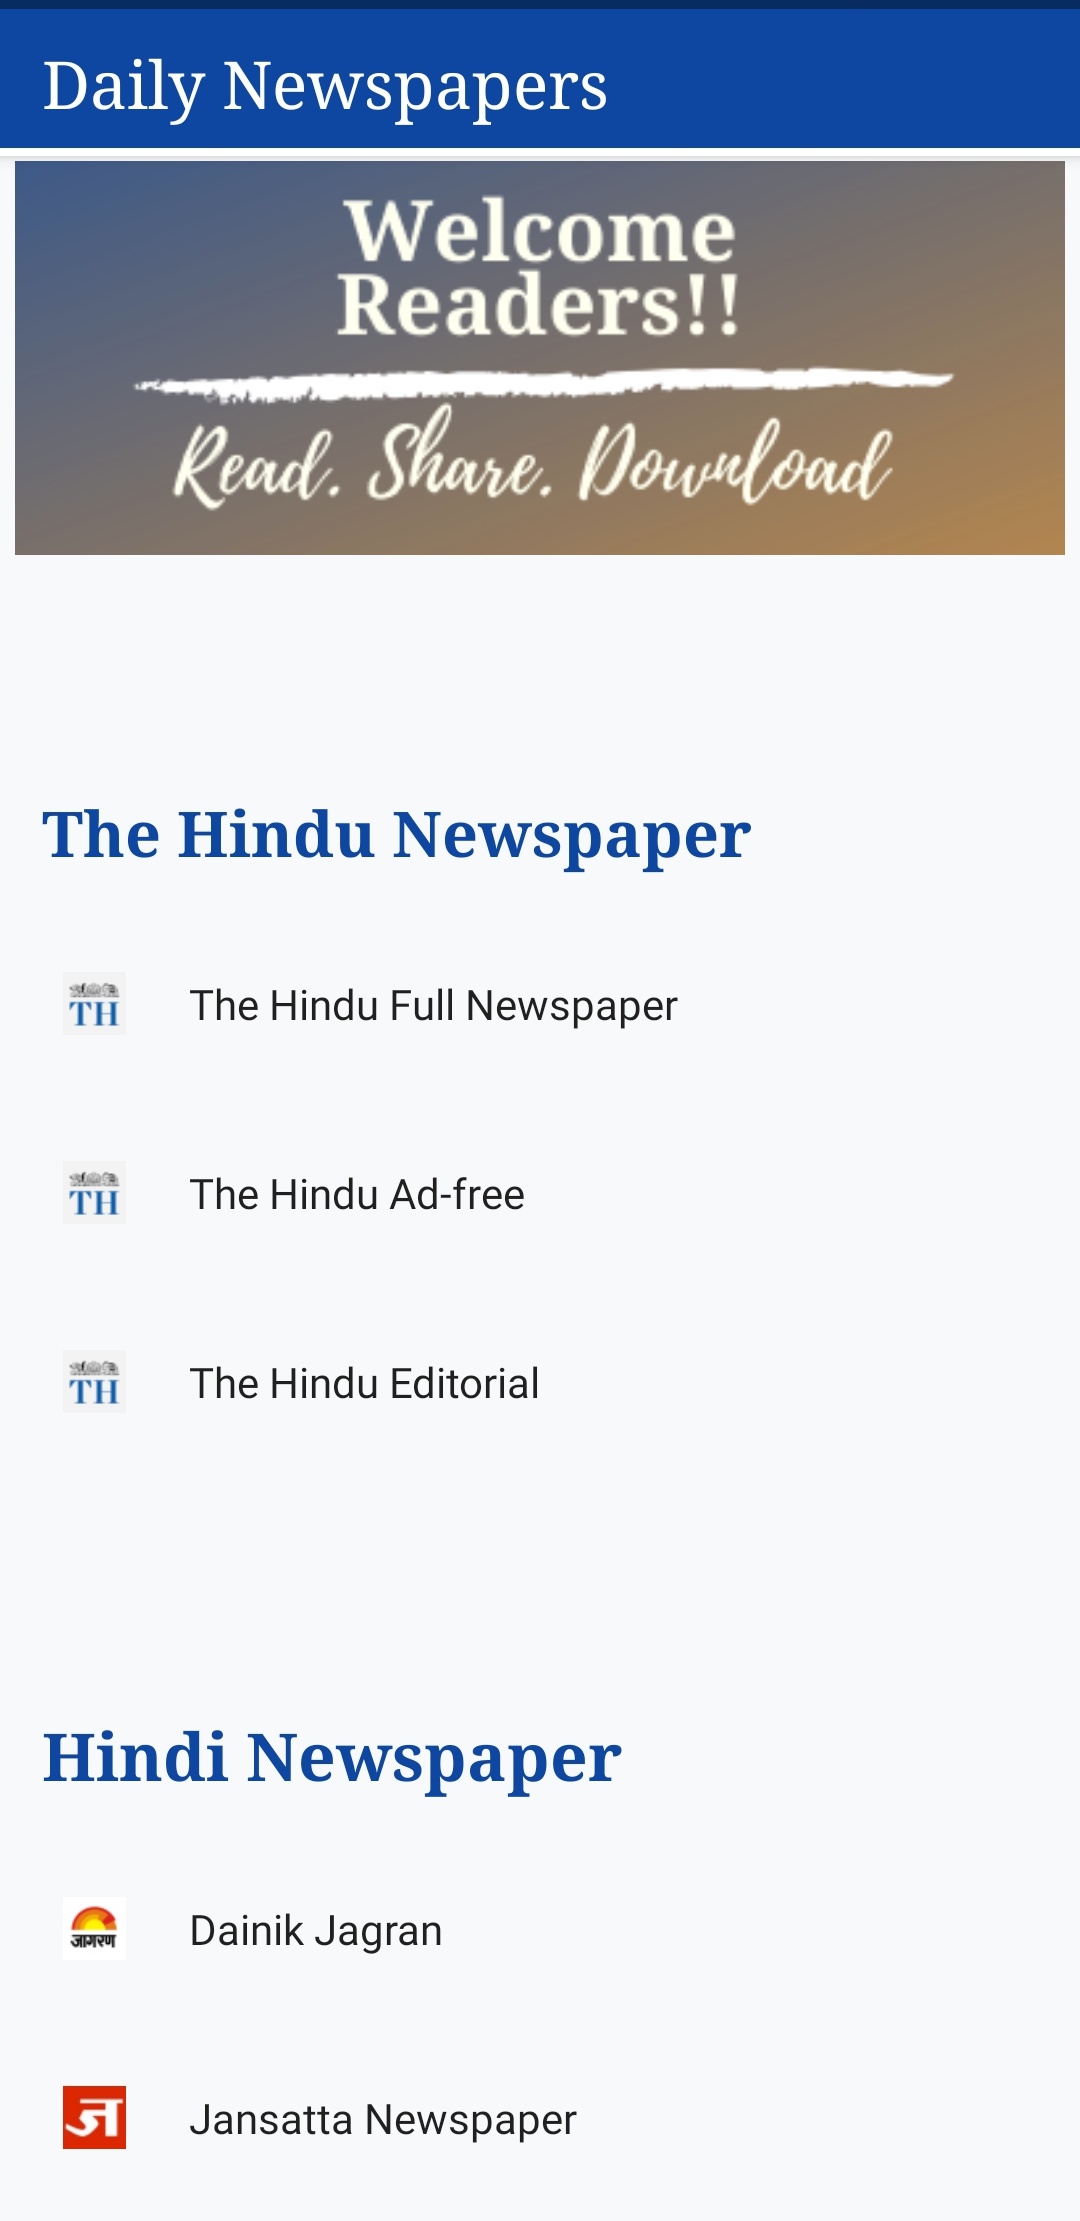 Daily Newspapers
Welcome
Readers!!
Read. Share. Download
The Hindu Newspaper
TH
The Hindu Full Newspaper
TH
The Hindu Ad-free
TH
The Hindu Editorial
Hindi Newspaper
जागरण
Dainik Jagran
ज
Jansatta Newspaper